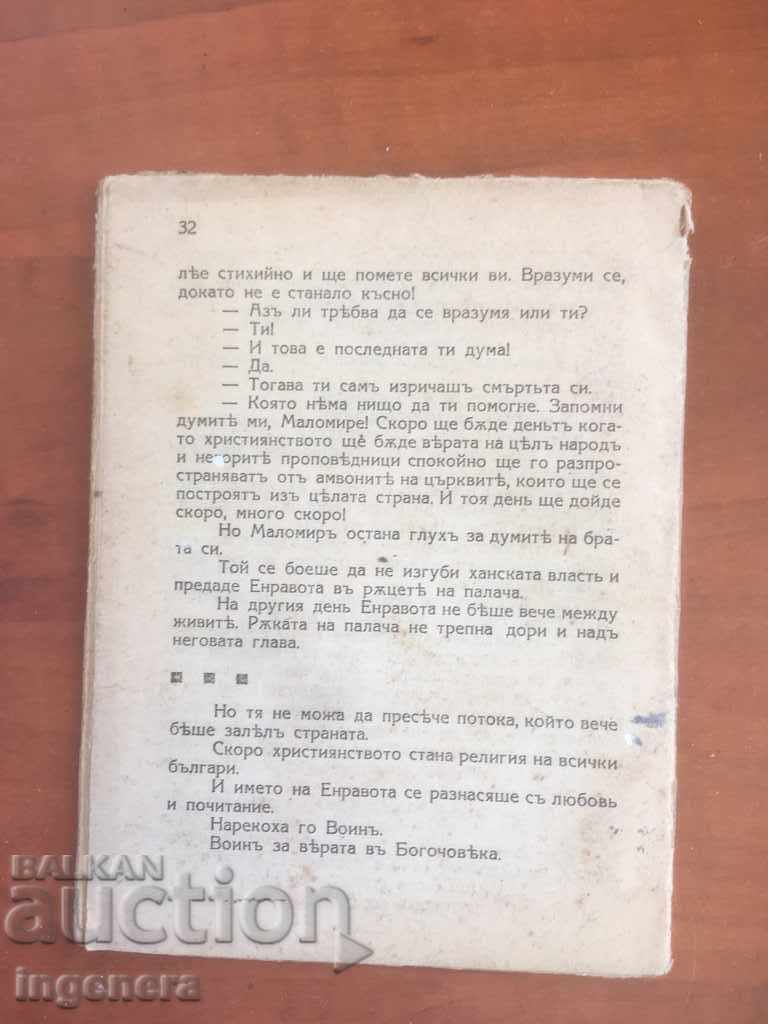 32
лѣе стихийно и ще помете всички ви. Вразуми се,
докато не е станало късно!
— Азъ ли трѣбва да се вразумя или ти?
— Ти!
— И това е последната ти дума!
— Да.
— Тогава ти самъ изричашъ смъртьта си.
— Която нѣма нищо да ти помогне. Запомни
думитѣ ми, Маломире! Скоро ще бѫде деньтъ кога-
то християнството ще бѫде вѣрата на цѣлъ народъ
и неговитѣ проповѣдници спокойно ще го разпро-
страняватъ отъ амвонитѣ на църквитѣ, които ще се
построятъ изъ цѣлата страна. И тоя день ще дойде
скоро, много скоро!
Но Маломиръ остана глухъ за думитѣ на бра-
та си.
Той се боеше да не изгуби ханската власть и
предаде Енравота въ рѫцетѣ на палача.
На другия день Енравота не бѣше вече между
живитѣ. Рѫката на палача не трепна дори и надъ
неговата глава.
Но тя не можа да пресѣче потока, който вече
бѣше залѣлъ страната.
Скоро християнството стана религия на всички
българи.
И името на Енравота се разнасяше съ любовь
и почитание.
Нарекоха го Воинъ.
Воинъ за вѣрата въ Богочовѣка.
BALKAN
auction
ingenera